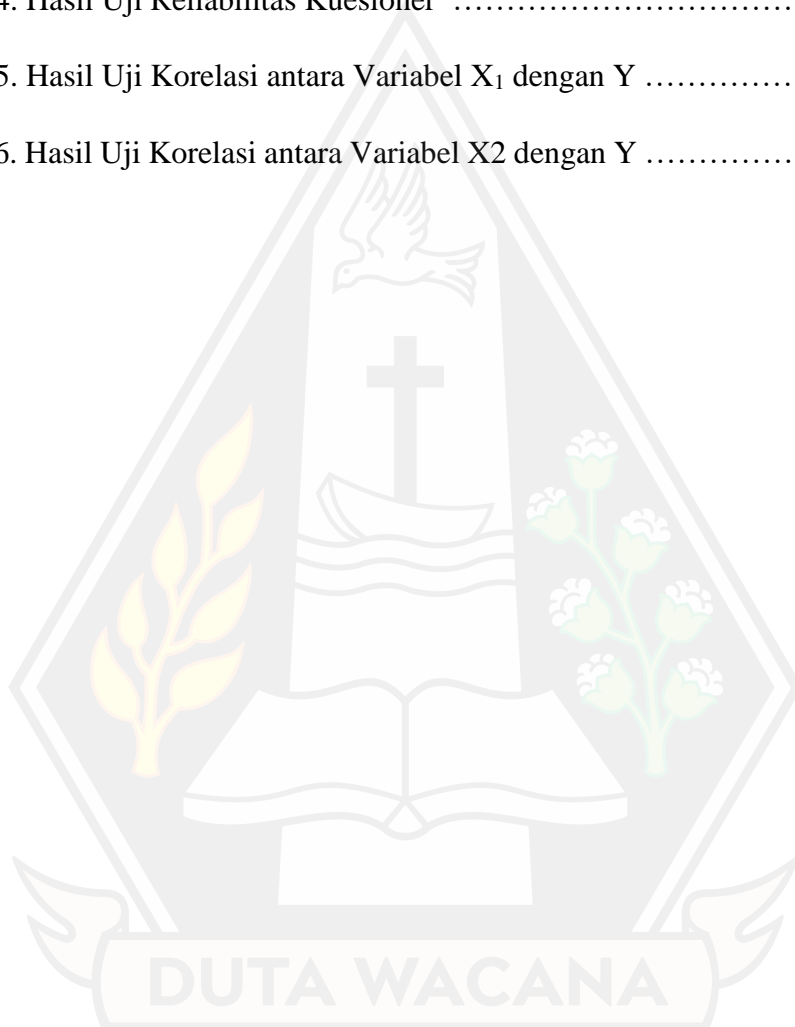 4. Hasil Uji Reliabilitas Kuesioner ……………………………
5. Hasil Uji Korelasi antara Variabel X₁ dengan Y ……………
6. Hasil Uji Korelasi antara Variabel X2 dengan Y ……………
DUTA WACANA